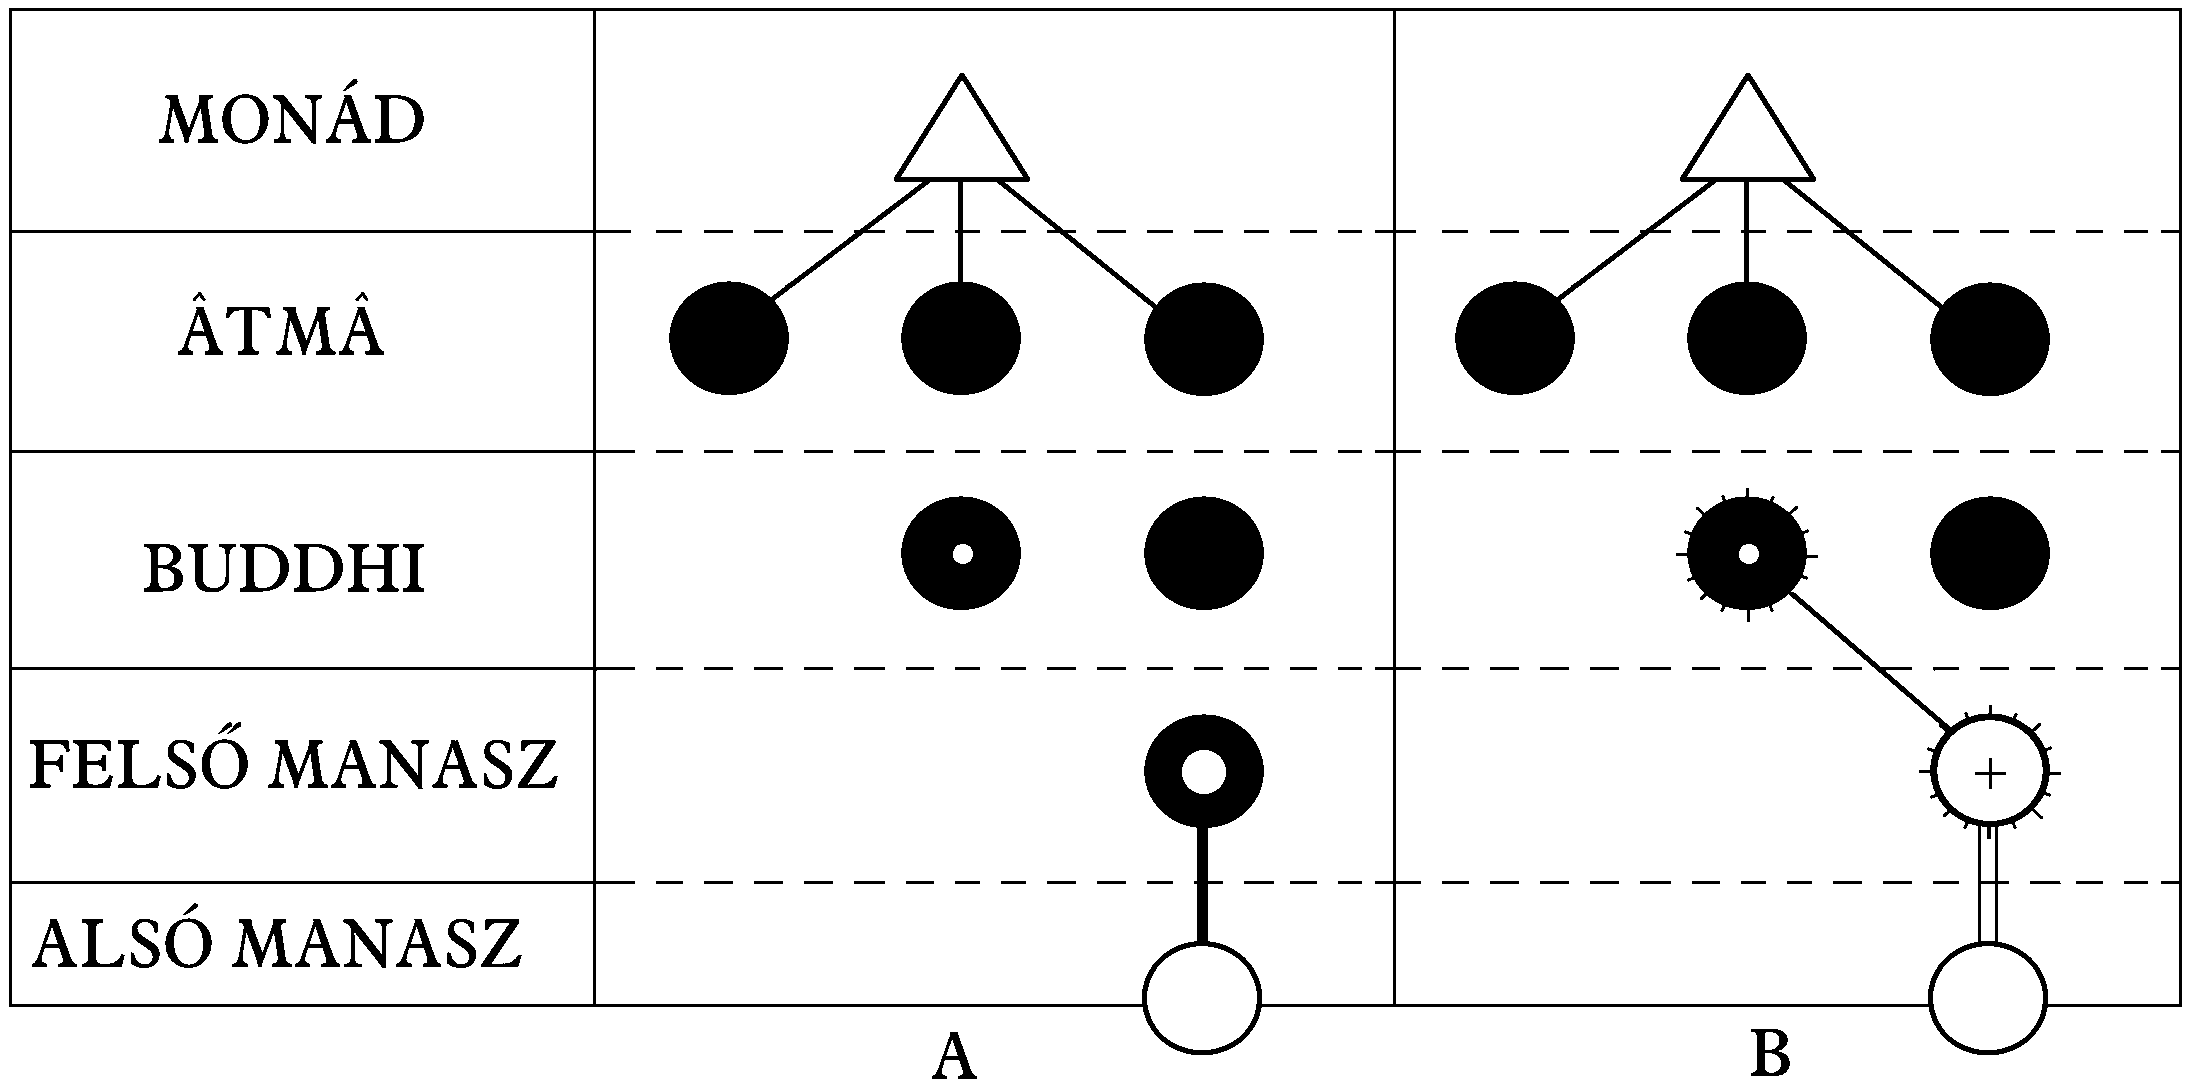 MONÁD
ÂTMÂ
BUDDHI
FELSŐ MANASZ
ALSÓ MANASZ
A
B